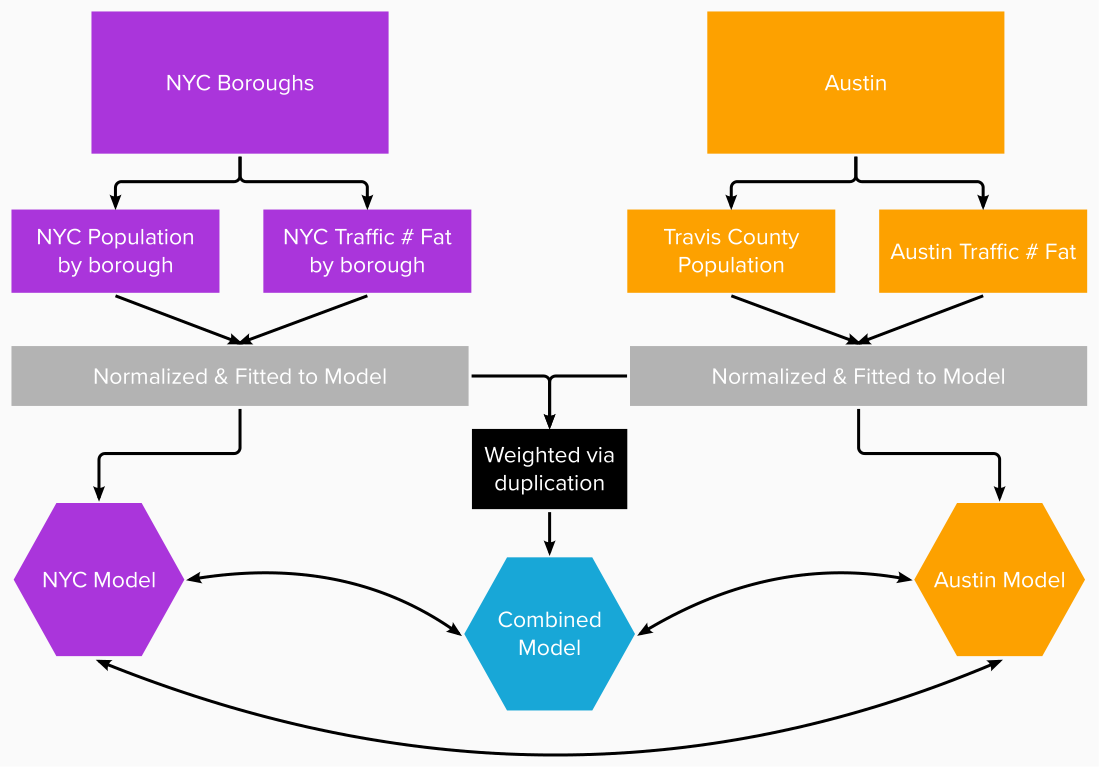 NYC Boroughs
Austin
NYC Population
by borough
NYC Traffic # Fat
by borough
Travis County
Population
Austin Traffic # Fat
Normalized & Fitted to Model
Normalized & Fitted to Model
Weighted via
duplication
NYC Model
Combined
Model
Austin Model